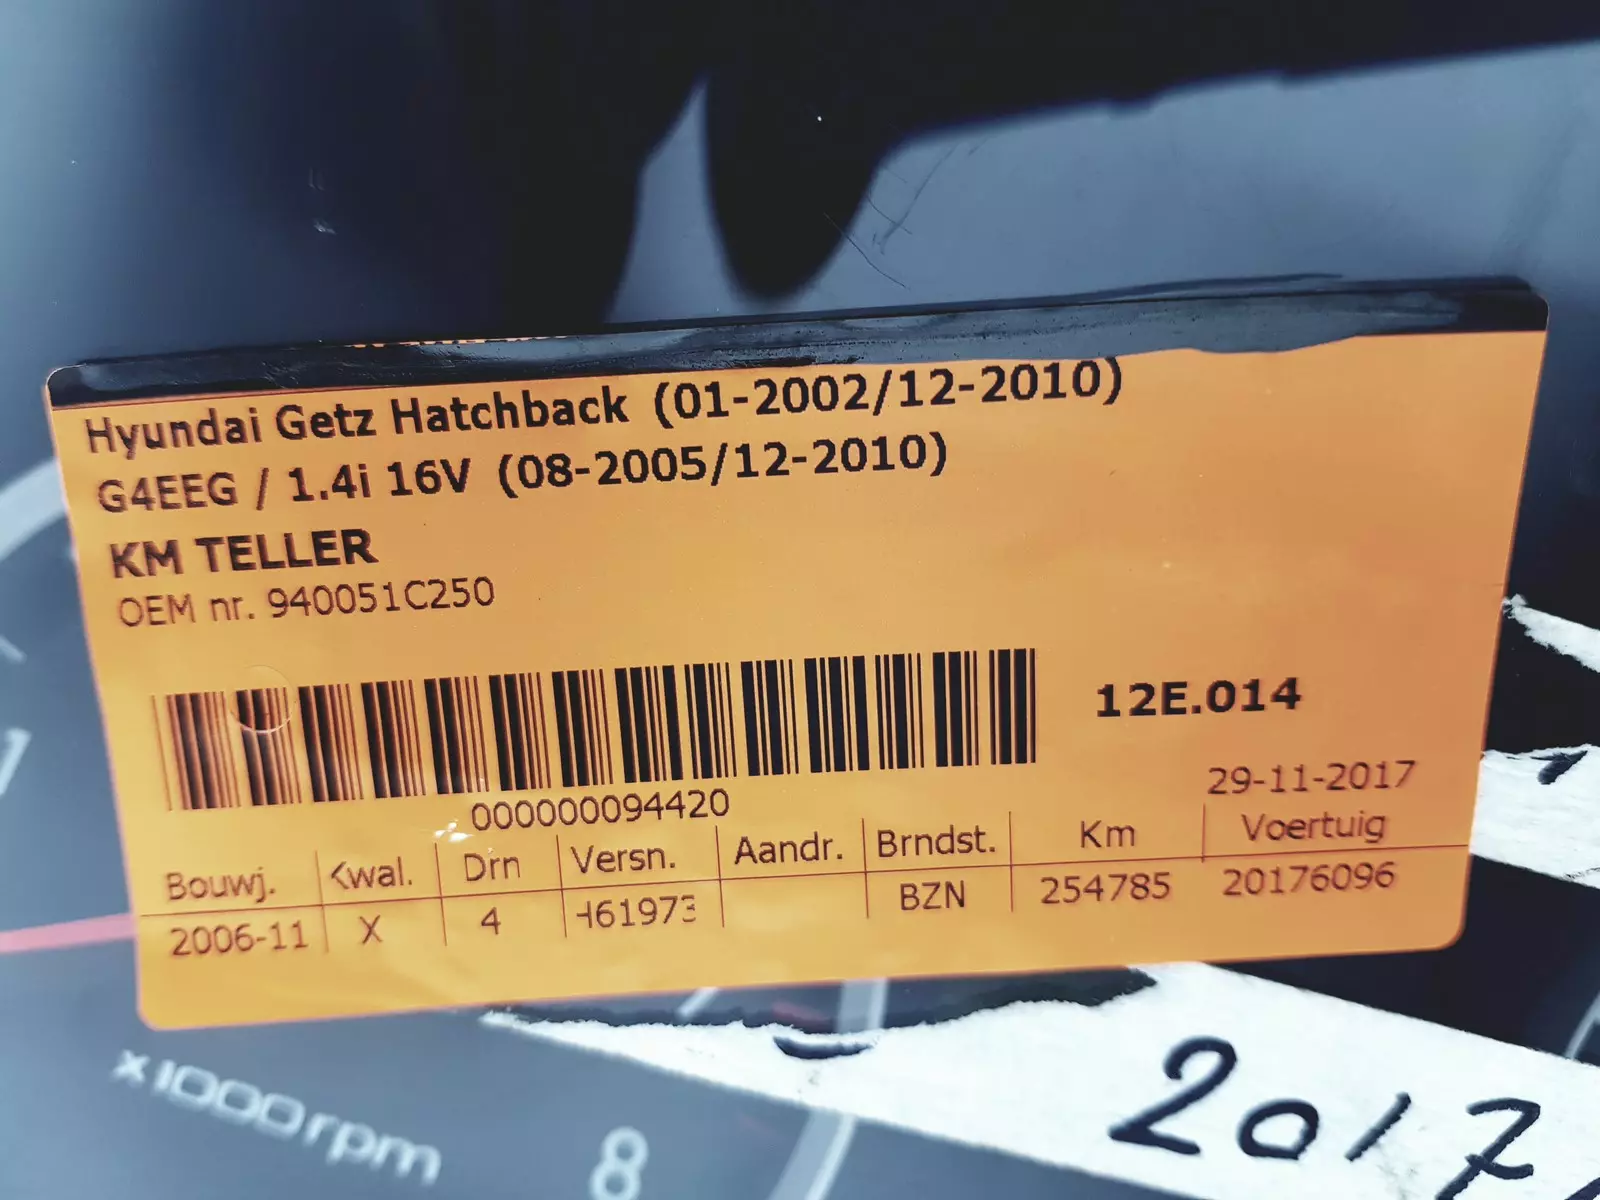 Hyundai Getz Hatchback (01-2002/12-2010)
G4EEG / 1.4i 16V (08-2005/12-2010)
KM TELLER
OEM nr. 940051C250
12E.014
000000094420
29-11-2017
Bouwj. Kwal. Drn Versn. Aandr. Brndst. Km Voertuig
2006-11 X 4 H61973 BZN 254785 20176096
1
x1000rpm
8
2017